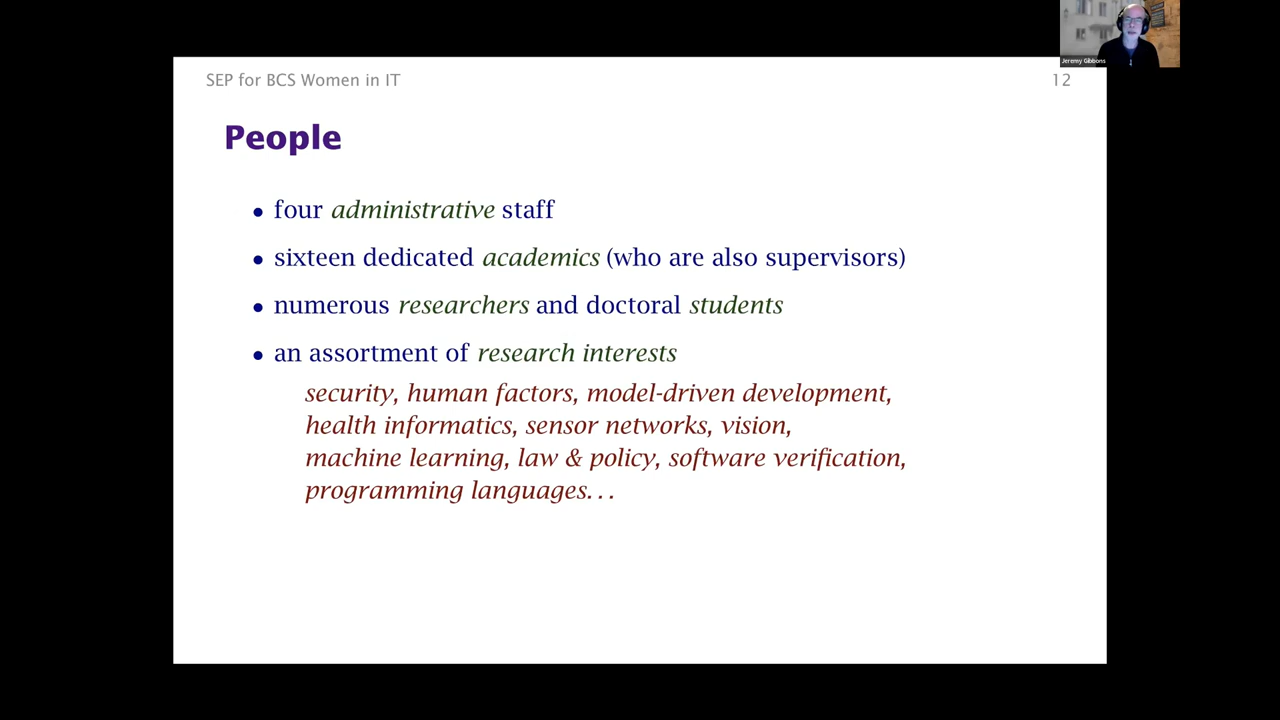 SEP for BCS Women in IT
12
Jeremy Gibbons
People
• four administrative staff
• sixteen dedicated academics (who are also supervisors)
• numerous researchers and doctoral students
• an assortment of research interests
security, human factors, model-driven development,
health informatics, sensor networks, vision,
machine learning, law & policy, software verification,
programming languages. . .